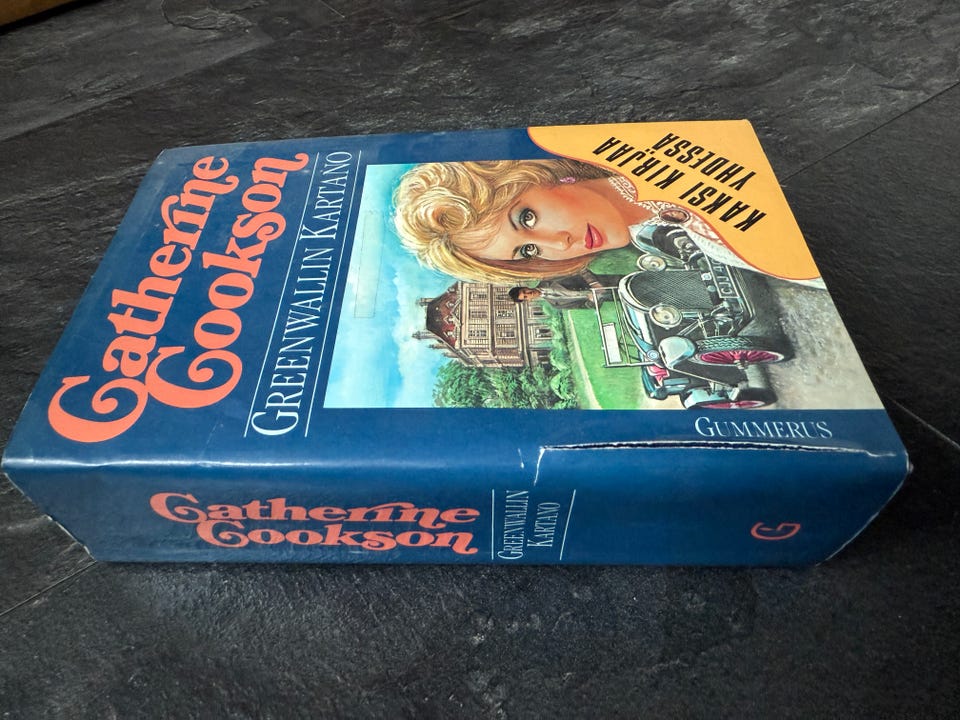 Catherine
Cookson
GREENWALLIN KARTANO
KAKSI KIRJAA
YHDESSÄ
GUMMERUS
Catherine
Cookson
GREENWALLIN
KARTANO
G